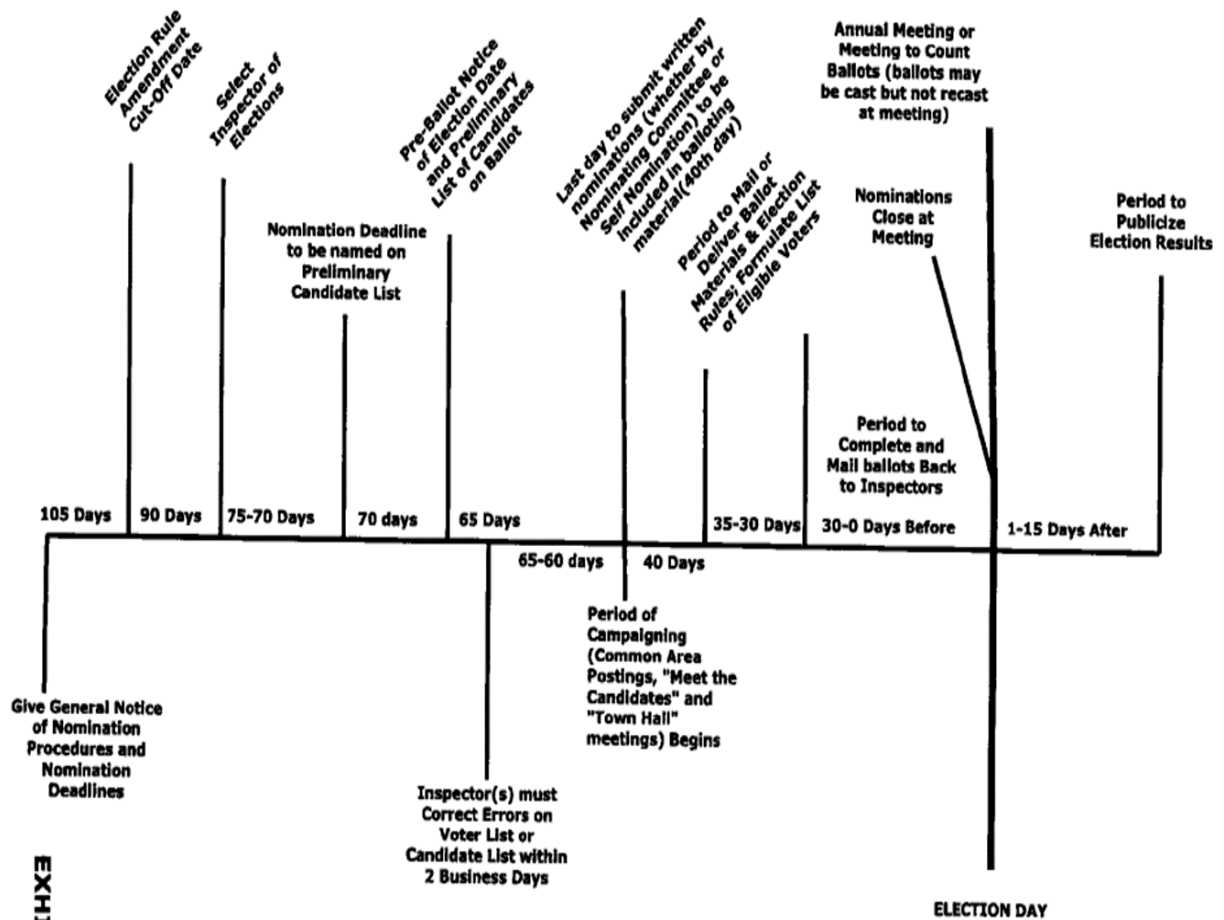 Election Rule
Amendment
Cut-Off Date
Select
Inspector of
Elections
Nomination Deadline
to be named on
Preliminary
Candidate List
Pre-Ballot Notice
of Election Date
and Preliminary
List of Candidates
on Ballot
Last day to submit written
nominations (whether by
Nominating Committee or
Self Nomination) to be
included in balloting
material(40th day)
Period to Mail or
Deliver Ballot
Materials & Election
Rules; Formulate List
of Eligible Voters
Annual Meeting or
Meeting to Count
Ballots (ballots may
be cast but not recast
at meeting)
Nominations
Close at
Meeting
Period to
Publicize
Election Results
Period to
Complete and
Mail ballots Back
to Inspectors
105 Days
90 Days
75-70 Days
70 days
65 Days
65-60 days
40 Days
35-30 Days
30-0 Days Before
1-15 Days After
Give General Notice
of Nomination
Procedures and
Nomination
Deadlines
Inspector(s) must
Correct Errors on
Voter List or
Candidate List within
2 Business Days
Period of
Campaigning
(Common Area
Postings, "Meet the
Candidates" and
"Town Hall"
meetings) Begins
ELECTION DAY